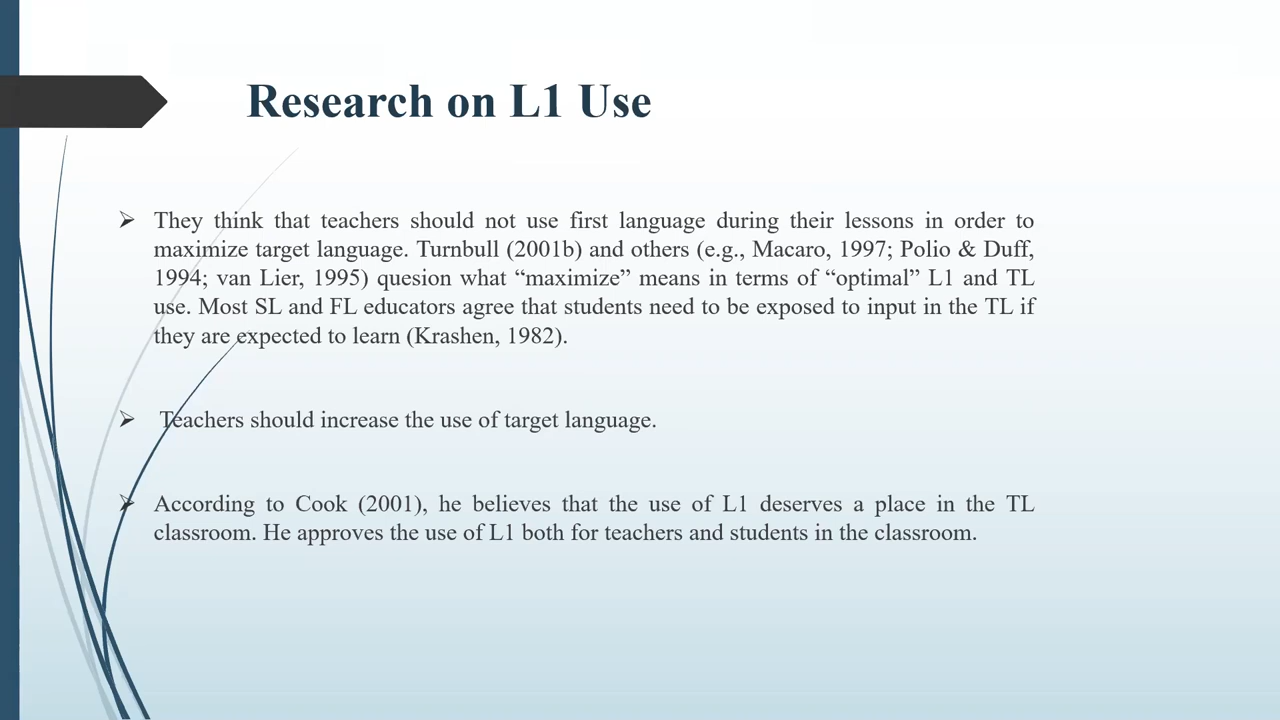 Research on L1 Use
They think that teachers should not use first language during their lessons in order to
maximize target language. Turnbull (2001b) and others (e.g., Macaro, 1997; Polio & Duff,
1994; van Lier, 1995) quesion what “maximize” means in terms of “optimal” L1 and TL
use. Most SL and FL educators agree that students need to be exposed to input in the TL if
they are expected to learn (Krashen, 1982).
Teachers should increase the use of target language.
According to Cook (2001), he believes that the use of L1 deserves a place in the TL
classroom. He approves the use of L1 both for teachers and students in the classroom.